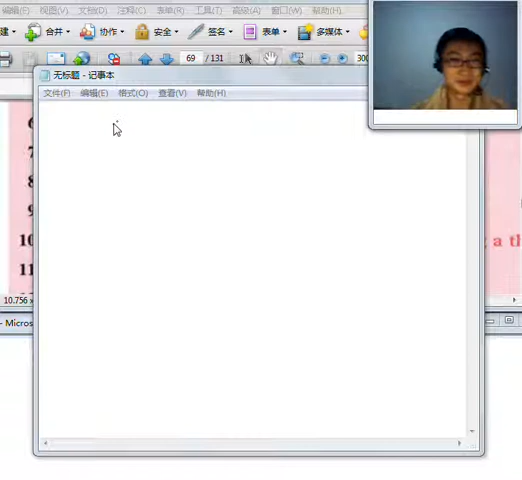 编辑(E) 视图(V) 文档(D) 注释(C) 表单(R) 工具(T) 高级(A) 窗口(W) 帮助(H)
建 合并 协作 安全 签名 表单 多媒体
69 / 131 300
无标题 - 记事本
文件(F) 编辑(E) 格式(O) 查看(V) 帮助(H)
6
7
8
9
10 a th
11
10.756 x
- Micros